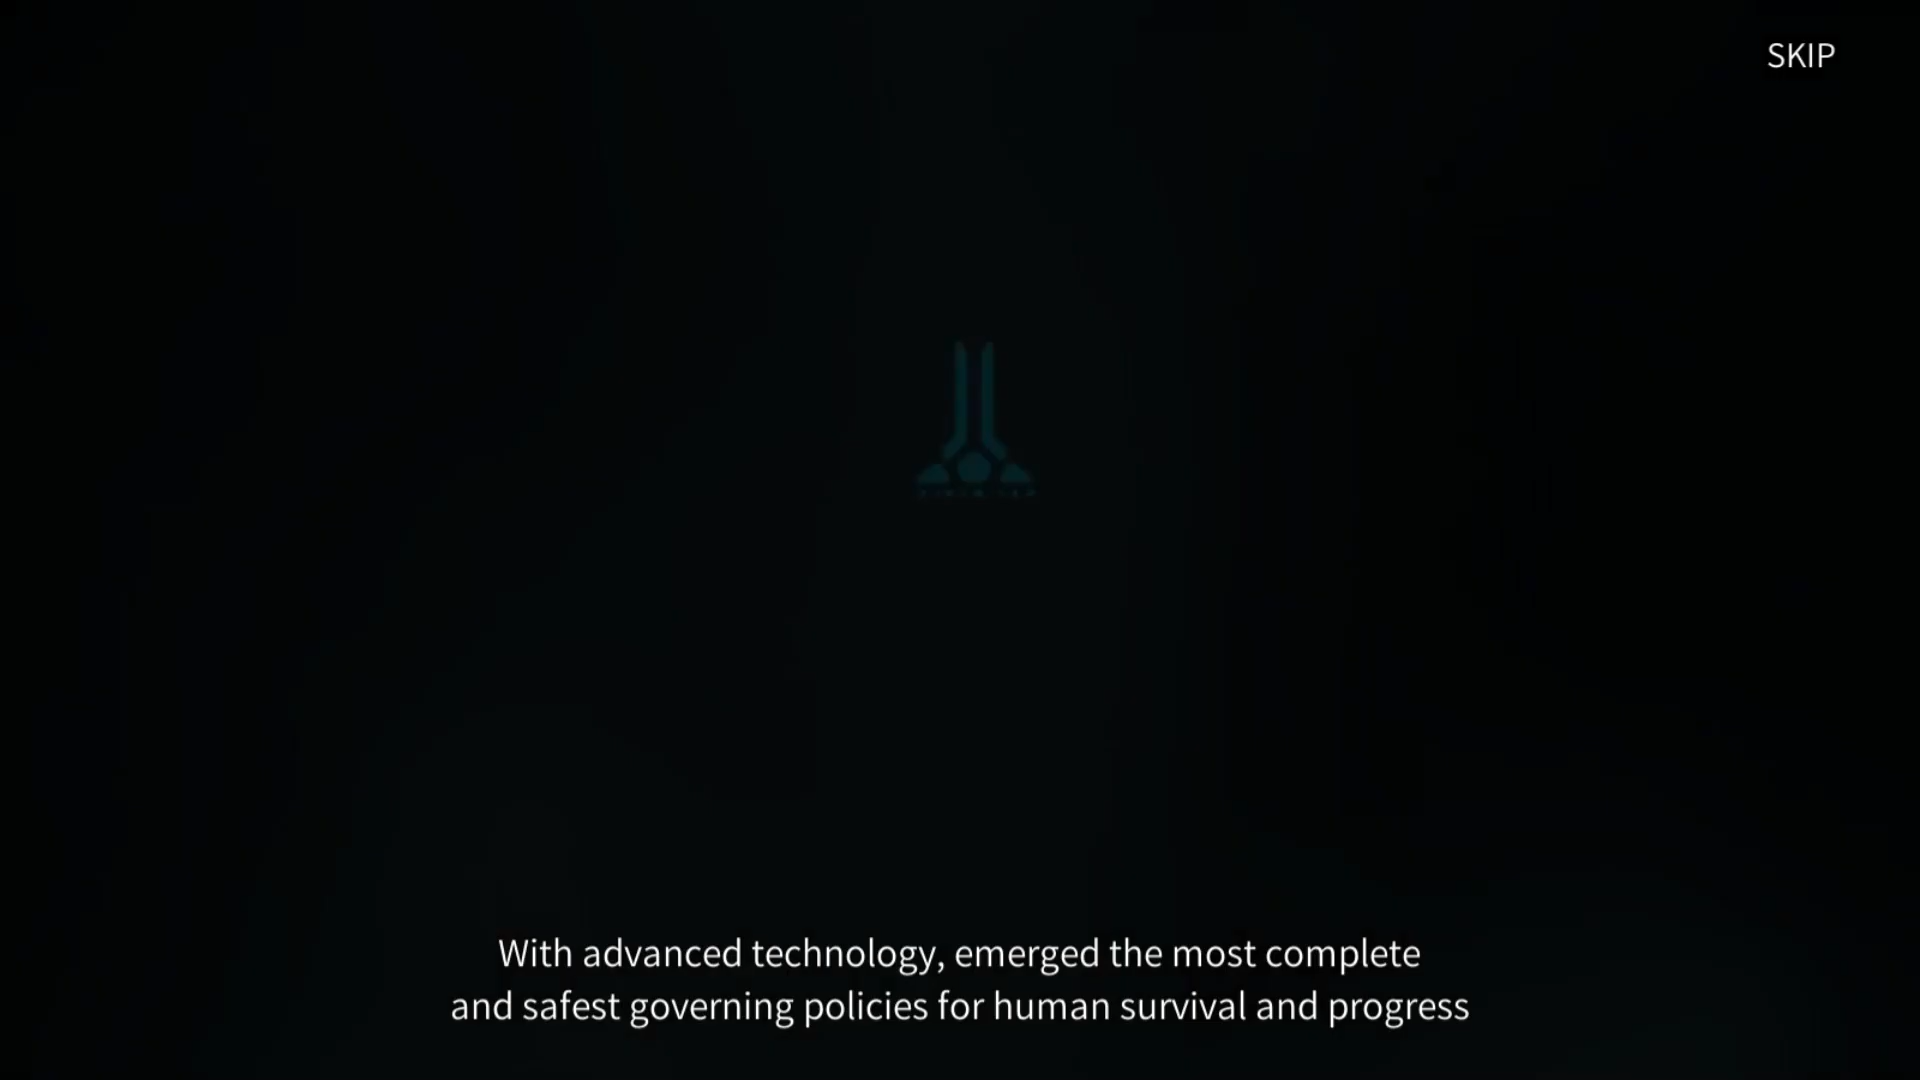 SKIP
With advanced technology, emerged the most complete
and safest governing policies for human survival and progress